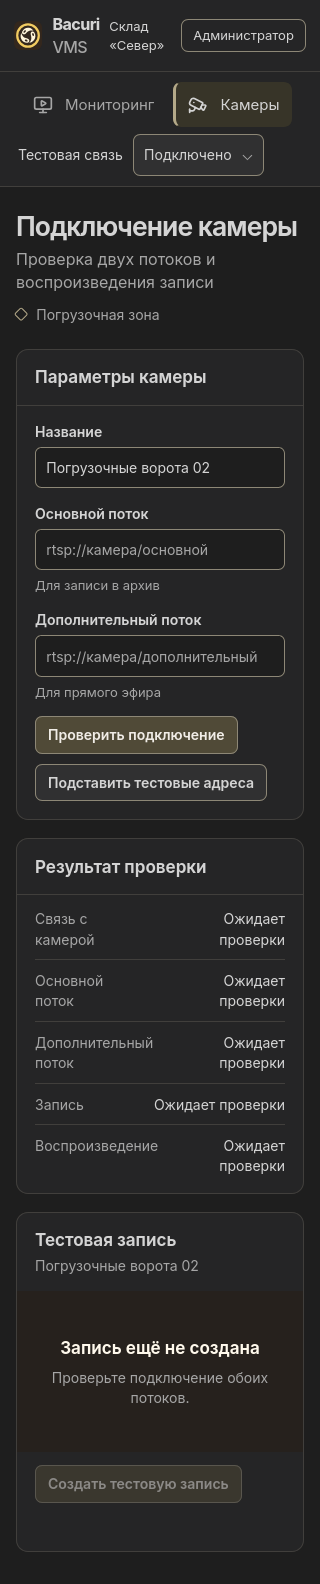 Bacuri VMS
Склад «Север»
Администратор
Мониторинг
Камеры
Тестовая связь
Подключено
Подключение камеры
Проверка двух потоков и
воспроизведения записи
Погрузочная зона
Параметры камеры
Название
Погрузочные ворота 02
Основной поток
rtsp://камера/основной
Для записи в архив
Дополнительный поток
rtsp://камера/дополнительный
Для прямого эфира
Проверить подключение
Подставить тестовые адреса
Результат проверки
Связь с камерой
Ожидает проверки
Основной поток
Ожидает проверки
Дополнительный поток
Ожидает проверки
Запись
Ожидает проверки
Воспроизведение
Ожидает проверки
Тестовая запись
Погрузочные ворота 02
Запись ещё не создана
Проверьте подключение обоих
потоков.
Создать тестовую запись